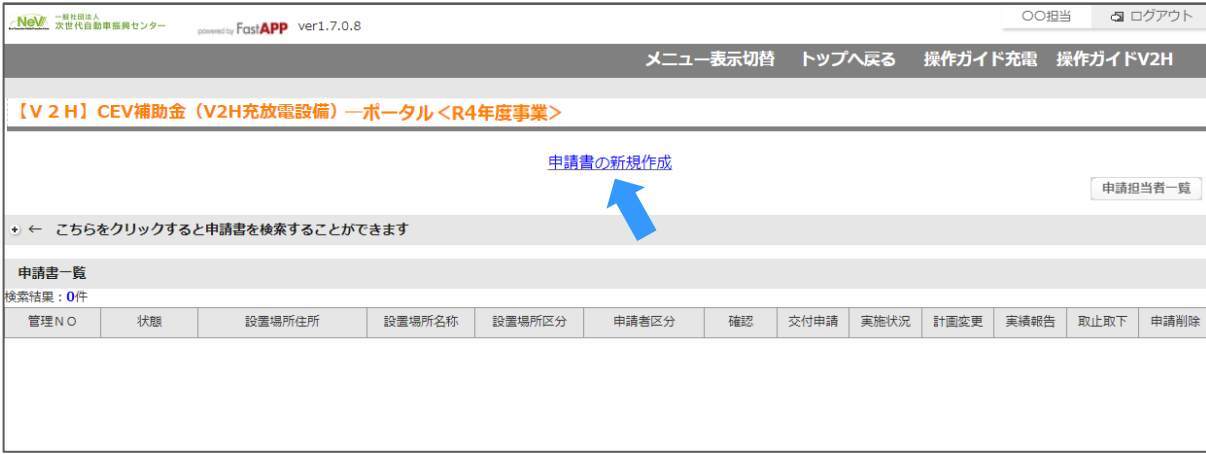 NeV 一般社団法人
次世代自動車振興センター
powered by FastAPP ver1.7.0.8
〇〇担当 ログアウト
メニュー表示切替 トップへ戻る 操作ガイド充電 操作ガイドV2H
【Ｖ２Ｈ】CEV補助金（V2H充放電設備）―ポータル＜R4年度事業＞
申請書の新規作成
申請担当者一覧
← こちらをクリックすると申請書を検索することができます
申請書一覧
検索結果：0件
管理ＮＯ 状態 設置場所住所 設置場所名称 設置場所区分 申請者区分 確認 交付申請 実施状況 計画変更 実績報告 取止取下 申請削除